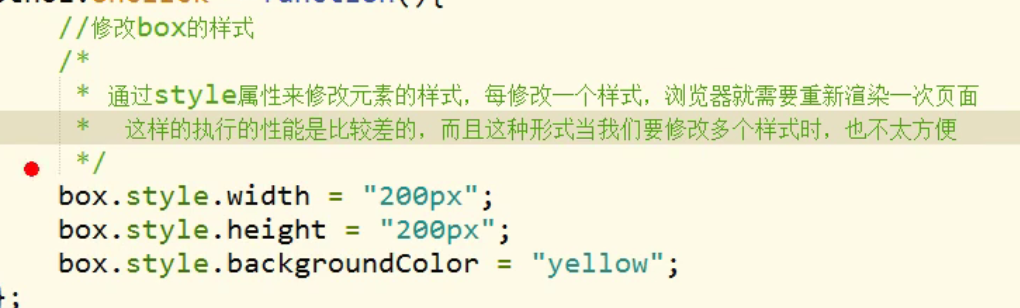 = function(){
//修改box的样式
/*
* 通过style属性来修改元素的样式，每修改一个样式，浏览器就需要重新渲染一次页面
* 这样的执行的性能是比较差的，而且这种形式当我们要修改多个样式时，也不太方便
*/
box.style.width = "200px";
box.style.height = "200px";
box.style.backgroundColor = "yellow";
};